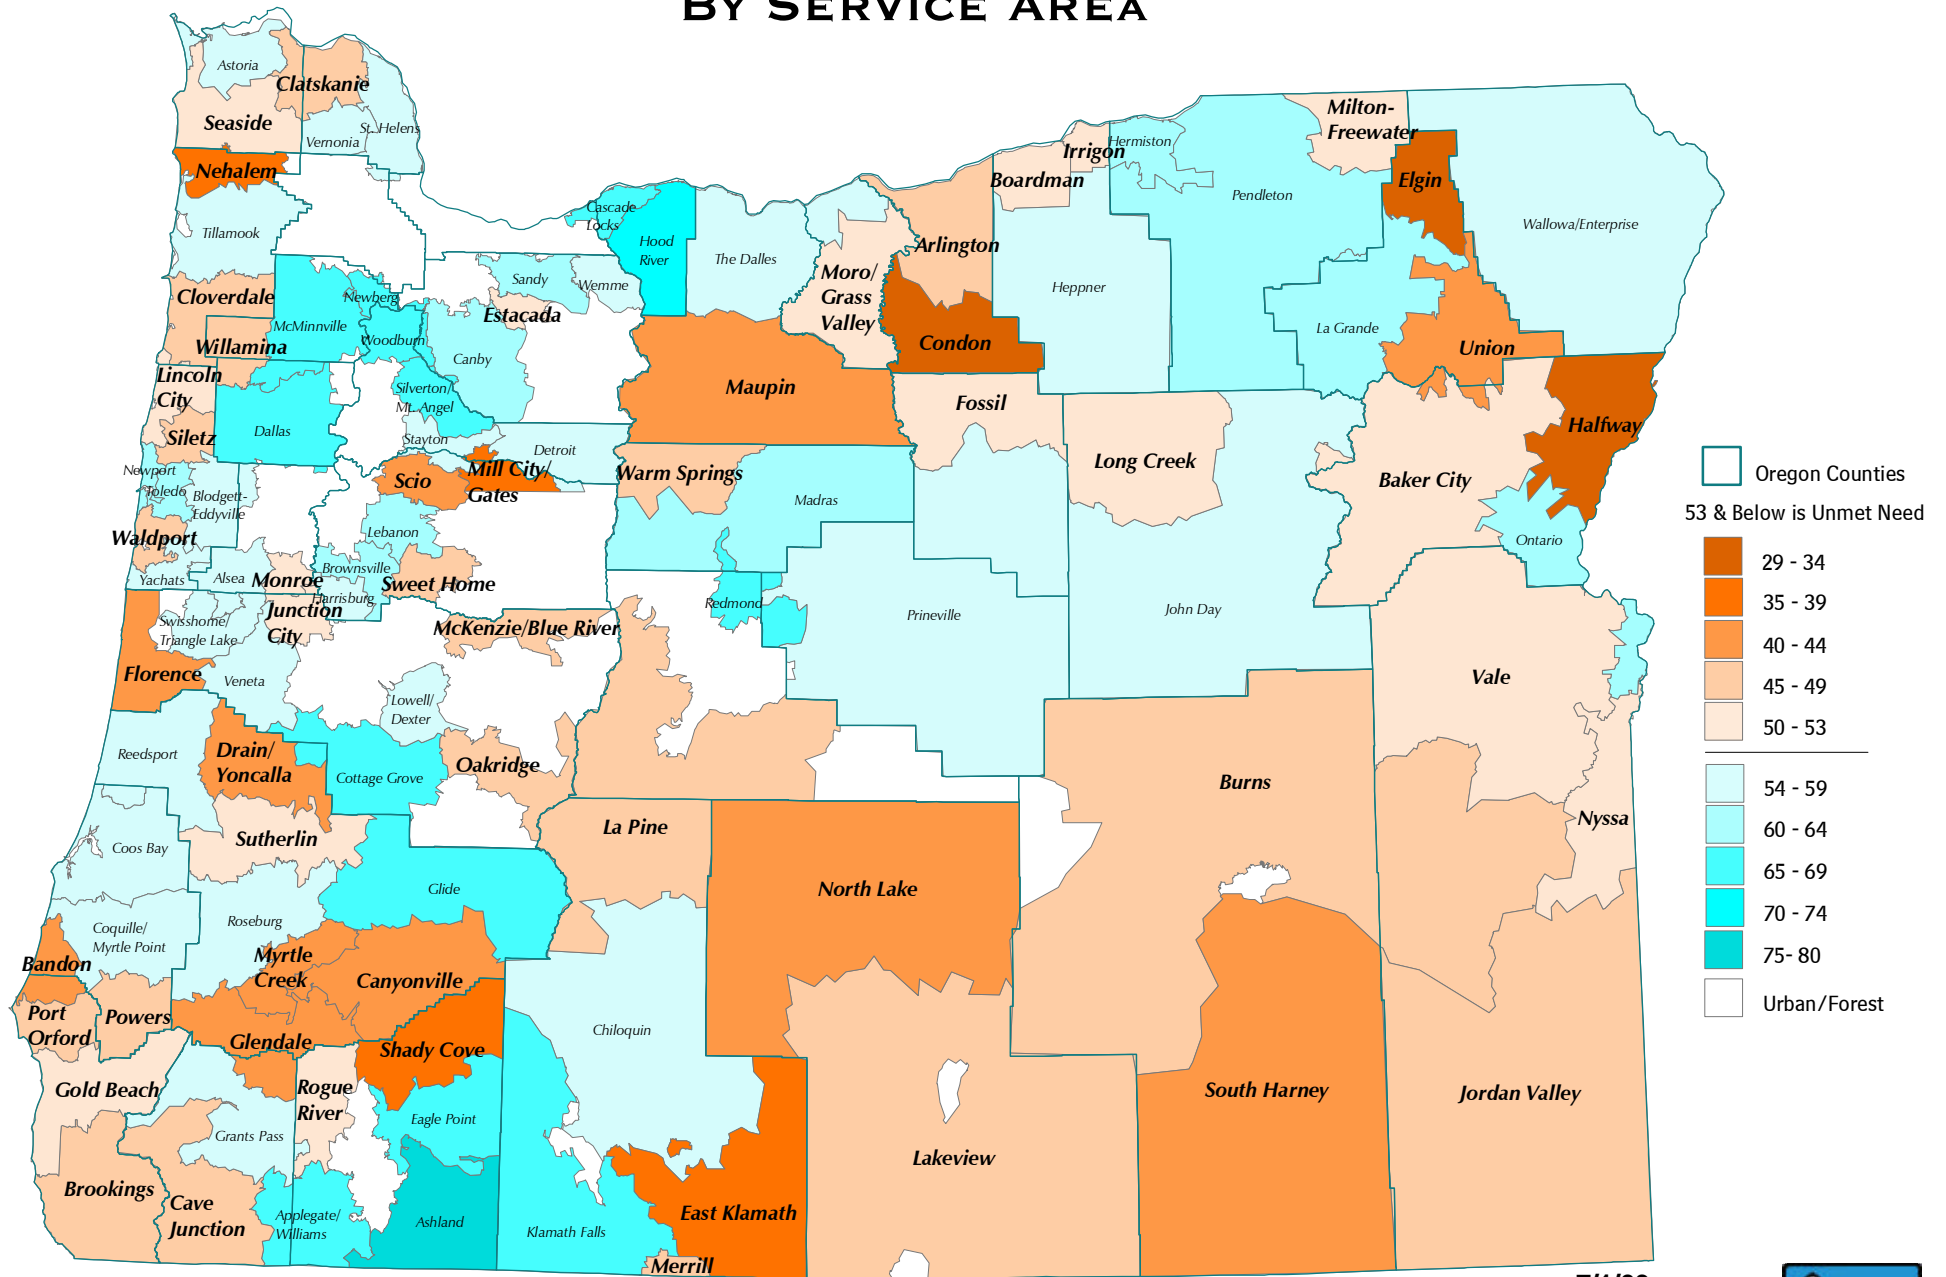 BY SERVICE AREA
Astoria
Clatskanie
Seaside
Vernonia
St. Helens
Nehalem
Tillamook
Cascade
Locks
Hood
River
The Dalles
Moro/
Grass
Valley
Arlington
Boardman
Irrigon
Hermiston
Milton-
Freewater
Pendleton
Elgin
Wallowa/Enterprise
Heppner
Condon
La Grande
Union
Halfway
Cloverdale
Willamina
McMinnville
Newberg
Woodburn
Sandy
Wemme
Estacada
Canby
Lincoln
City
Siletz
Dallas
Silverton/
Mt. Angel
Stayton
Detroit
Maupin
Fossil
Long Creek
Baker City
Newport
Toledo
Blodgett-
Eddyville
Scio
Mill City/
Gates
Warm Springs
Madras
Ontario
Waldport
Lebanon
Yachats
Alsea
Monroe
Brownsville
Sweet Home
Harrisburg
Junction
City
Swisshome/
Triangle Lake
McKenzie/Blue River
Redmond
Prineville
John Day
Florence
Veneta
Lowell/
Dexter
Vale
Reedsport
Drain/
Yoncalla
Cottage Grove
Oakridge
Burns
Nyssa
Coos Bay
Sutherlin
La Pine
North Lake
Glide
Roseburg
Coquille/
Myrtle Point
Bandon
Myrtle
Creek
Canyonville
Port
Orford
Powers
Glendale
Shady Cove
Chiloquin
Gold Beach
Rogue
River
Eagle Point
Grants Pass
South Harney
Jordan Valley
Lakeview
Brookings
Cave
Junction
Applegate/
Williams
Ashland
Klamath Falls
East Klamath
Merrill
Oregon Counties
53 & Below is Unmet Need
29 - 34
35 - 39
40 - 44
45 - 49
50 - 53
54 - 59
60 - 64
65 - 69
70 - 74
75- 80
Urban/Forest